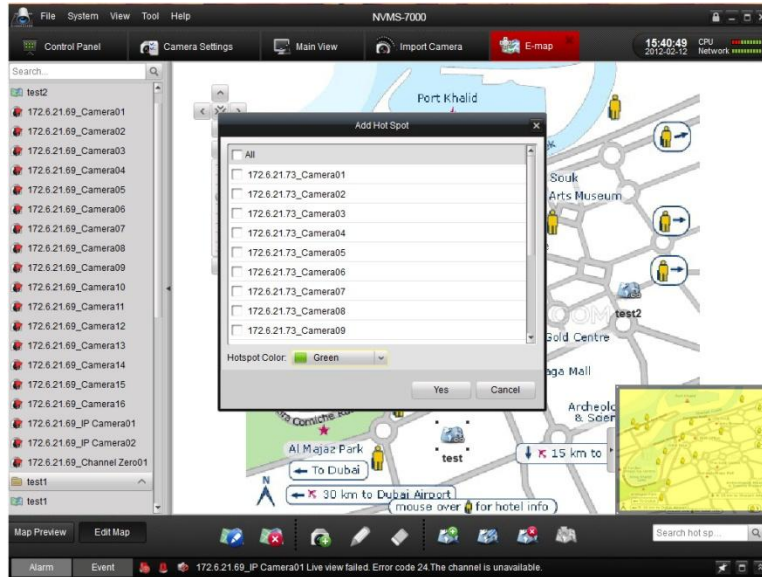 File System View Tool Help
NVMS-7000
Control Panel
Camera Settings
Main View
Import Camera
E-map
15:40:49
2012-02-12
CPU
Network
Search...
test2
172.6.21.69_Camera01
172.6.21.69_Camera02
172.6.21.69_Camera03
172.6.21.69_Camera04
172.6.21.69_Camera05
172.6.21.69_Camera06
172.6.21.69_Camera07
172.6.21.69_Camera08
172.6.21.69_Camera09
172.6.21.69_Camera10
172.6.21.69_Camera11
172.6.21.69_Camera12
172.6.21.69_Camera13
172.6.21.69_Camera14
172.6.21.69_Camera15
172.6.21.69_Camera16
172.6.21.69_IP Camera01
172.6.21.69_IP Camera02
172.6.21.69_Channel Zero01
test1
test1
Port Khalid
Add Hot Spot
All
172.6.21.73_Camera01
172.6.21.73_Camera02
172.6.21.73_Camera03
172.6.21.73_Camera04
172.6.21.73_Camera05
172.6.21.73_Camera06
172.6.21.73_Camera07
172.6.21.73_Camera08
172.6.21.73_Camera09
Hotspot Color:
Green
Yes
Cancel
Souk
Arts Museum
test2
Gold Centre
Mall
Corniche
Al Majaz Park
To Dubai
N
30 km to Dubai Airport
mouse over for hotel info )
test
15 km to
Map Preview
Edit Map
Search hot sp...
Alarm
Event
172.6.21.69_IP Camera01 Live view failed. Error code 24.The channel is unavailable.